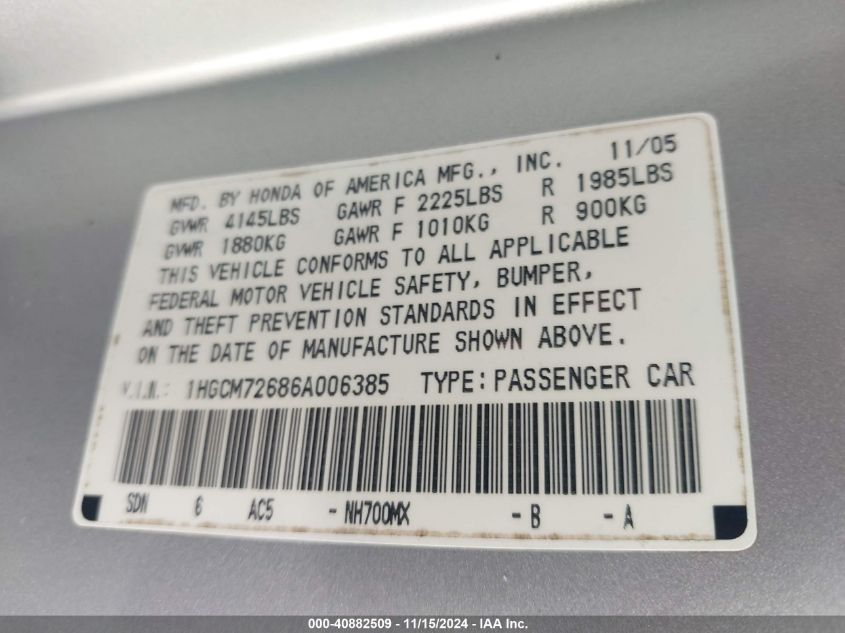 MFD. BY HONDA OF AMERICA MFG., INC. 11/05
GVWR 4145LBS GAWR F 2225LBS R 1985LBS
GVWR 1880KG GAWR F 1010KG R 900KG
THIS VEHICLE CONFORMS TO ALL APPLICABLE
FEDERAL MOTOR VEHICLE SAFETY, BUMPER,
AND THEFT PREVENTION STANDARDS IN EFFECT
ON THE DATE OF MANUFACTURE SHOWN ABOVE.
V.I.N.: 1HGCM72686A006385 TYPE: PASSENGER CAR
SDN 6 AC5 - NH700MX - B - A
000-40882509 - 11/15/2024 - IAA Inc.